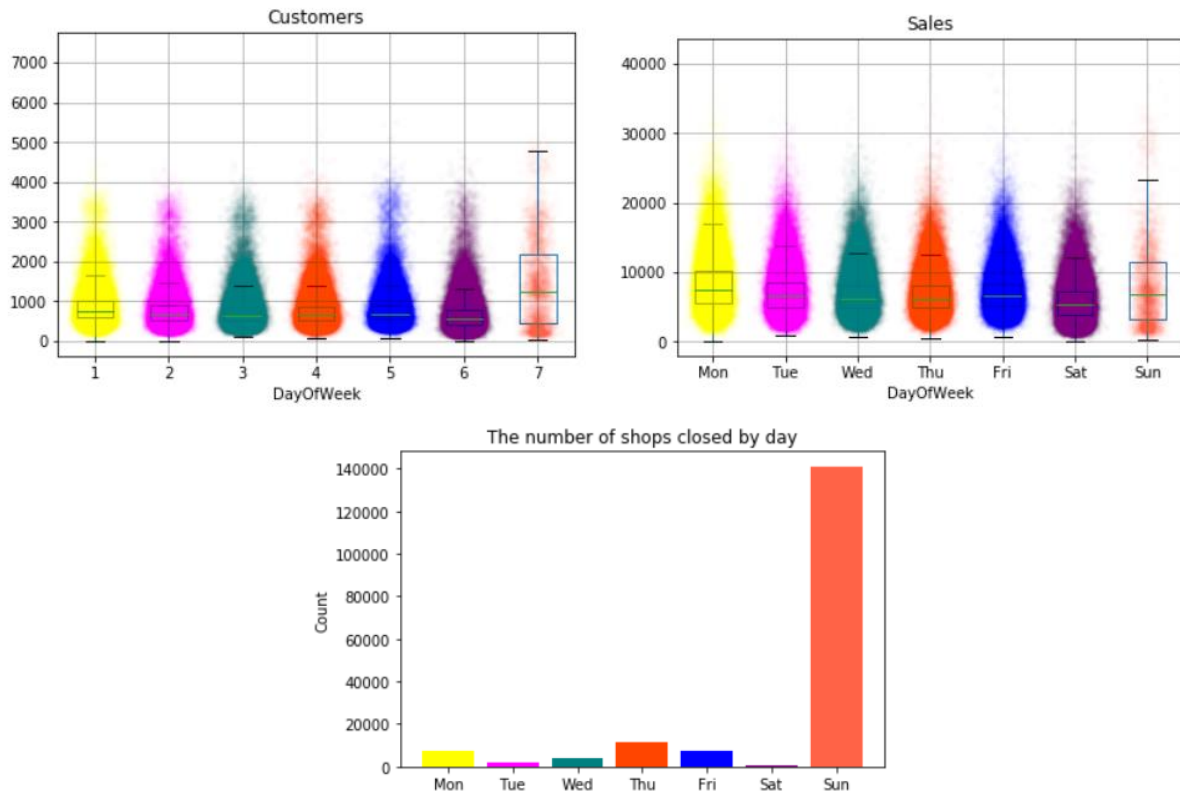 Customers
7000
6000
5000
4000
3000
2000
1000
0
1 2 3 4 5 6 7
DayOfWeek
Sales
40000
30000
20000
10000
0
Mon Tue Wed Thu Fri Sat Sun
DayOfWeek
The number of shops closed by day
Count
140000
120000
100000
80000
60000
40000
20000
0
Mon Tue Wed Thu Fri Sat Sun